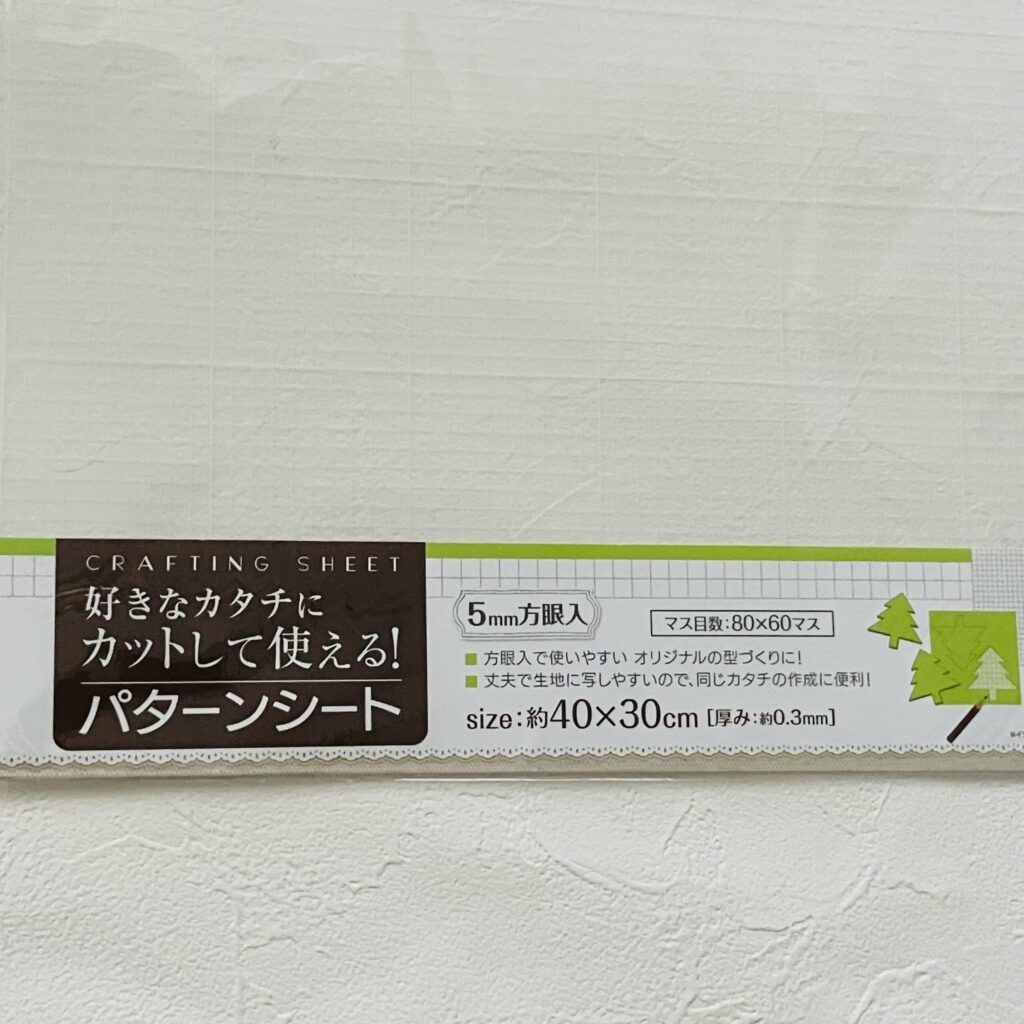 CRAFTING SHEET
好きなカタチに
カットして使える!
パターンシート
5mm方眼入
マス目数:80×60マス
■ 方眼入で使いやすい オリジナルの型づくりに!
■ 丈夫で生地に写しやすいので、同じカタチの作成に便利!
size:約40×30cm [厚み:約0.3mm]